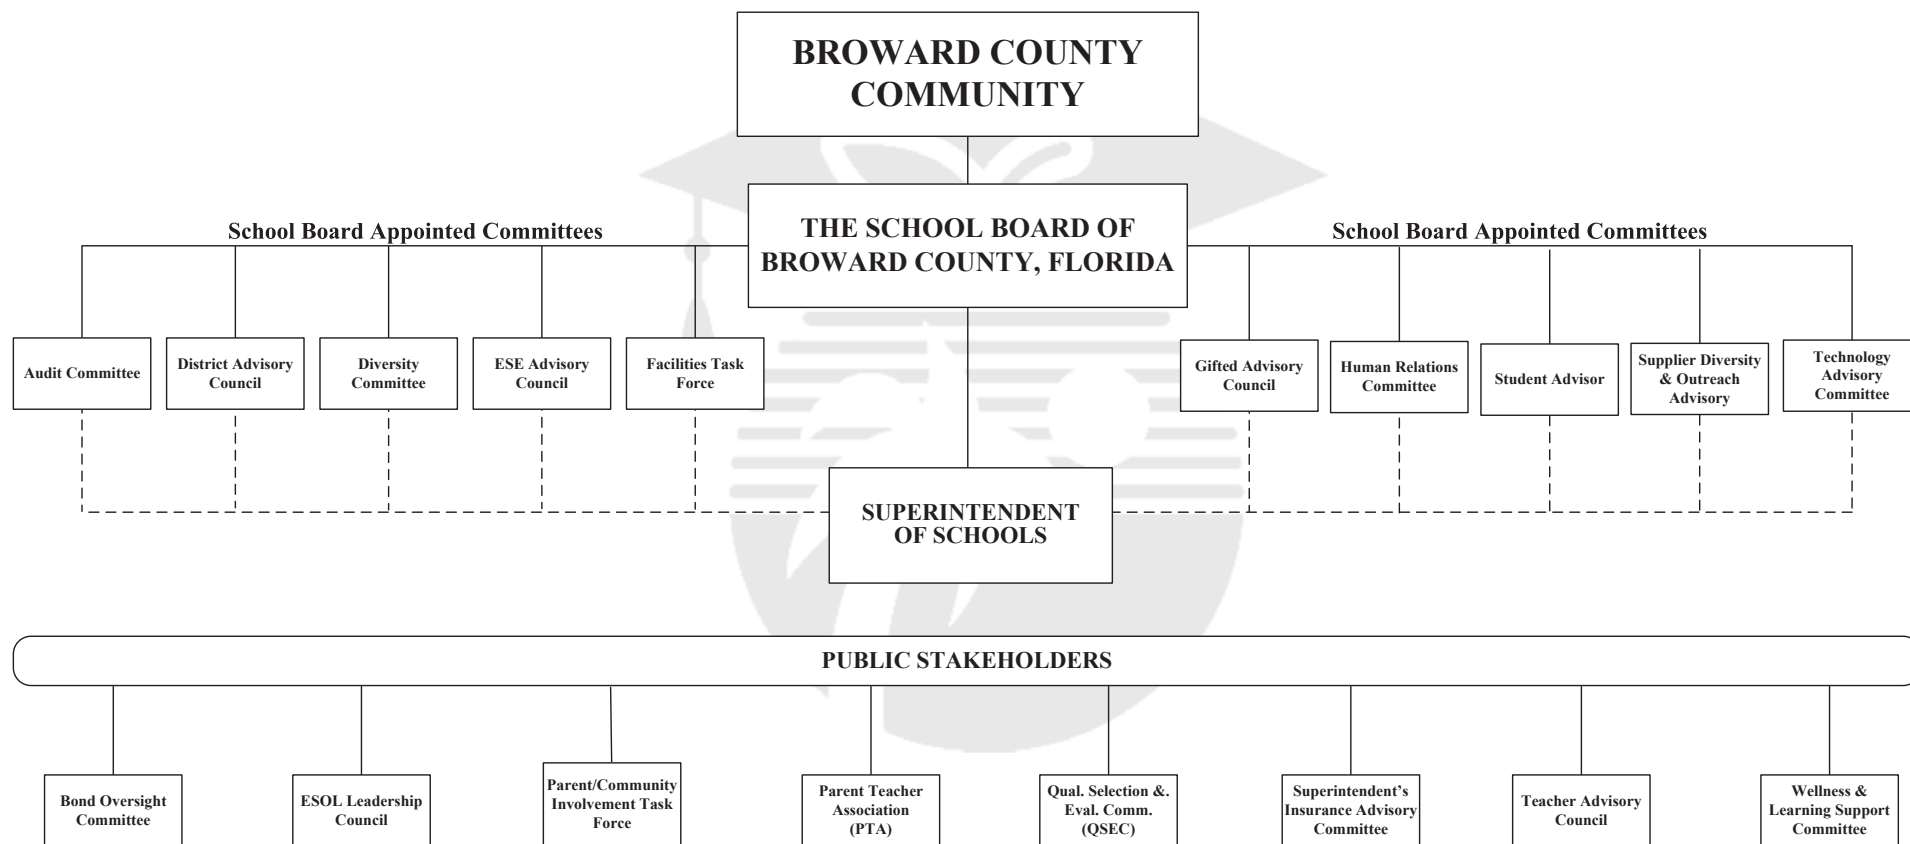 BROWARD COUNTY
COMMUNITY
THE SCHOOL BOARD OF
BROWARD COUNTY, FLORIDA
School Board Appointed Committees
School Board Appointed Committees
Audit Committee
District Advisory
Council
Diversity
Committee
ESE Advisory
Council
Facilities Task
Force
Gifted Advisory
Council
Human Relations
Committee
Student Advisor
Supplier Diversity
& Outreach
Advisory
Technology
Advisory
Committee
SUPERINTENDENT
OF SCHOOLS
PUBLIC STAKEHOLDERS
Bond Oversight
Committee
ESOL Leadership
Council
Parent/Community
Involvement Task
Force
Parent Teacher
Association
(PTA)
Qual. Selection &.
Eval. Comm.
(QSEC)
Superintendent’s
Insurance Advisory
Committee
Teacher Advisory
Council
Wellness &
Learning Support
Committee